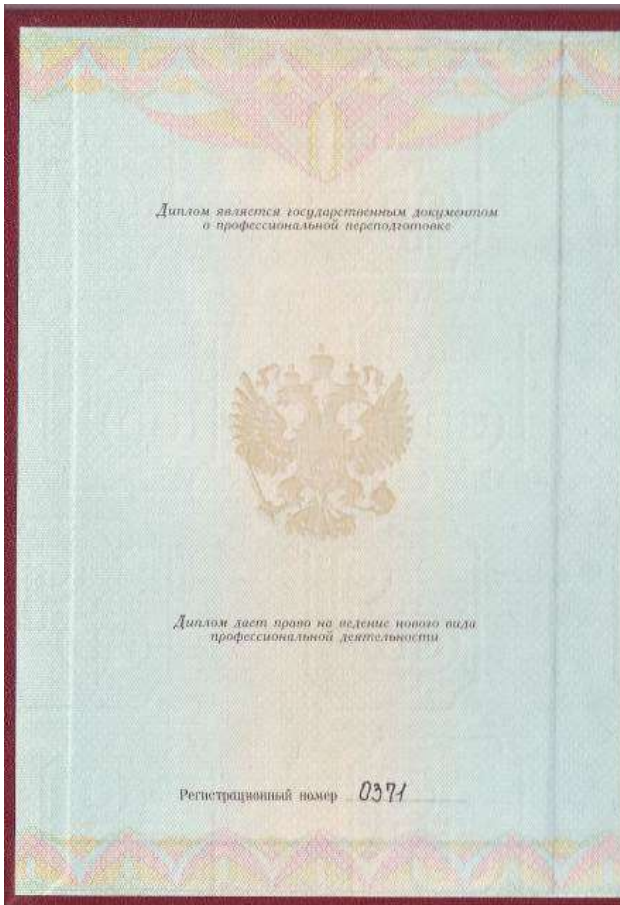 Диплом является государственным документом
о профессиональной переподготовке
Диплом дает право на ведение нового вида
профессиональной деятельности
Регистрационный номер 0371